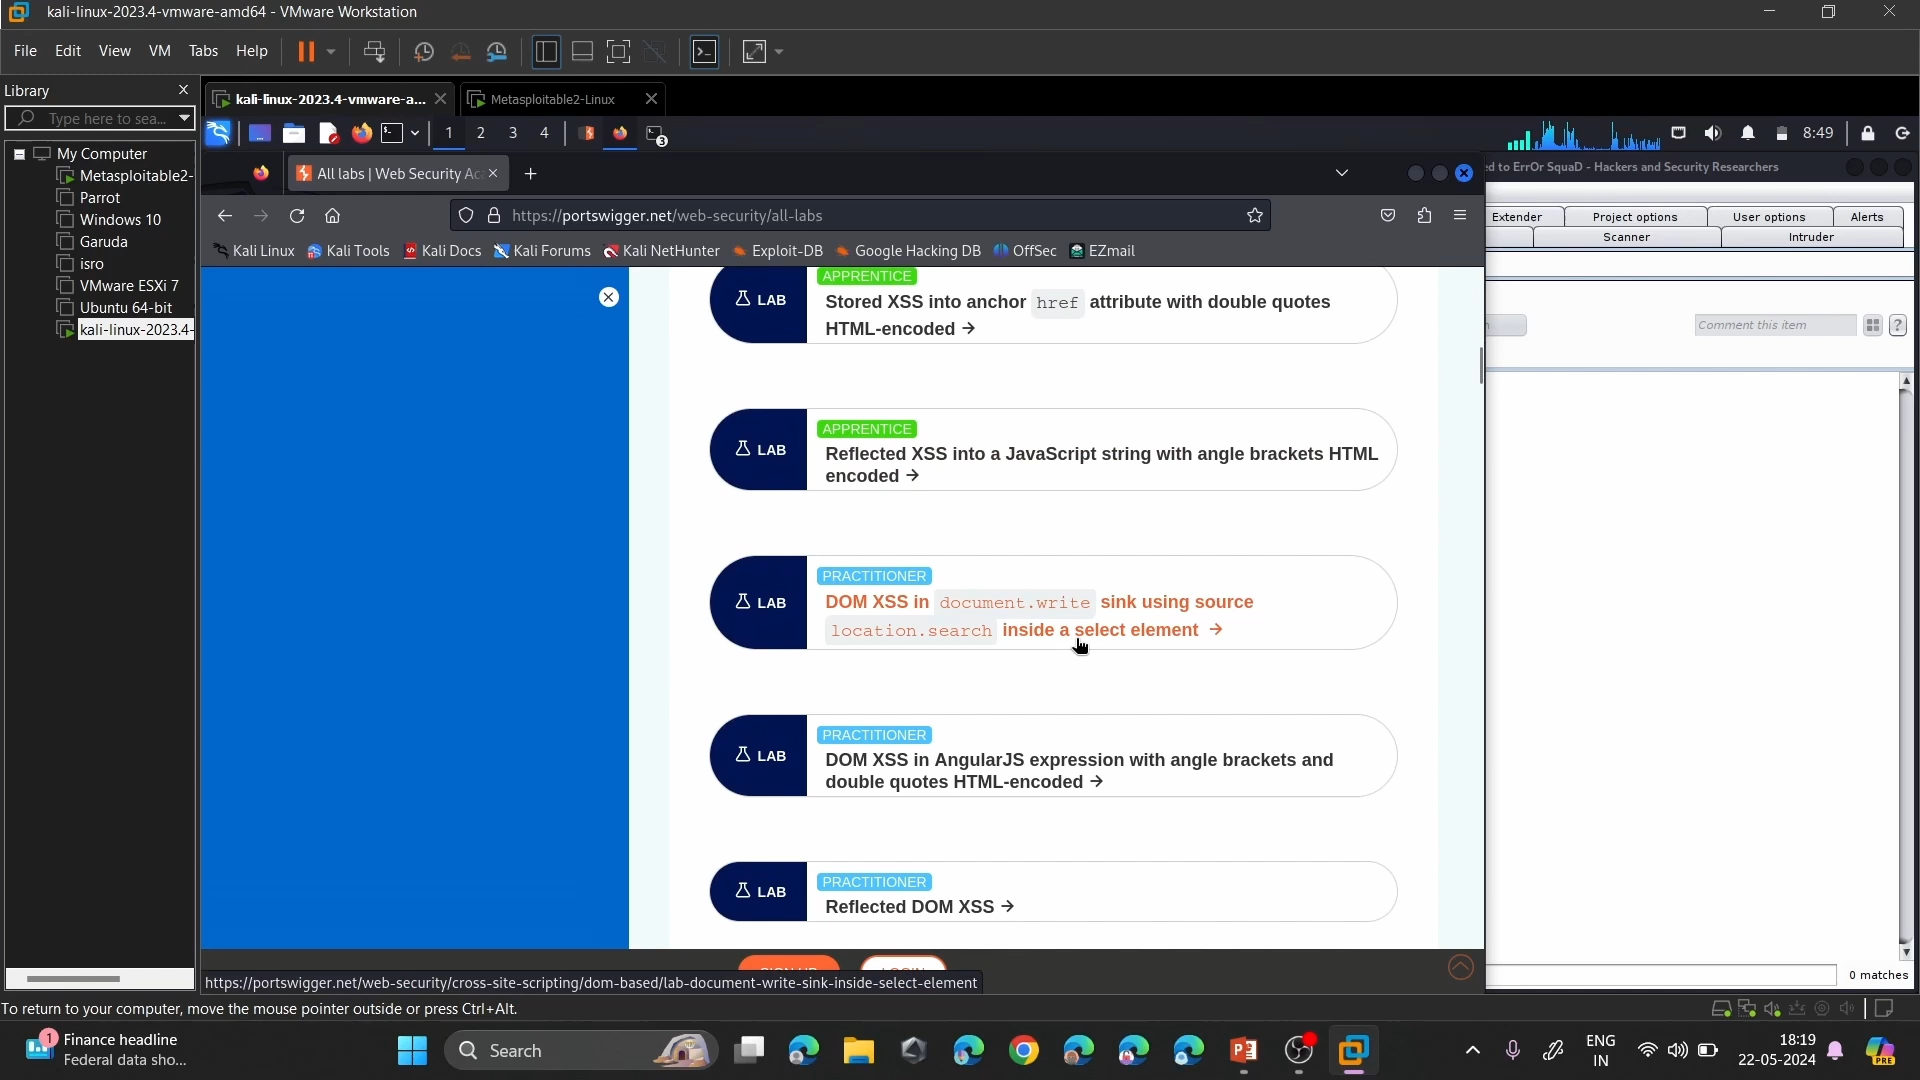 kali-linux-2023.4-vmware-amd64 - VMware Workstation
File Edit View VM Tabs Help
Library
Type here to sea...
kali-linux-2023.4-vmware-a...
Metasploitable2-Linux
My Computer
Metasploitable2-
Parrot
Windows 10
Garuda
isro
VMware ESXi 7
Ubuntu 64-bit
kali-linux-2023.4-
1 2 3 4
3
8:49
All labs | Web Security Ac
https://portswigger.net/web-security/all-labs
Kali Linux Kali Tools Kali Docs Kali Forums Kali NetHunter Exploit-DB Google Hacking DB OffSec EZmail
ed to ErrOr SquaD - Hackers and Security Researchers
Extender Project options User options Alerts
Scanner Intruder
Comment this item
?
APPRENTICE
LAB
Stored XSS into anchor href attribute with double quotes
HTML-encoded →
APPRENTICE
LAB
Reflected XSS into a JavaScript string with angle brackets HTML
encoded →
PRACTITIONER
LAB
DOM XSS in document.write sink using source
location.search inside a select element →
PRACTITIONER
LAB
DOM XSS in AngularJS expression with angle brackets and
double quotes HTML-encoded →
PRACTITIONER
LAB
Reflected DOM XSS →
https://portswigger.net/web-security/cross-site-scripting/dom-based/lab-document-write-sink-inside-select-element
0 matches
To return to your computer, move the mouse pointer outside or press Ctrl+Alt.
1
Finance headline
Federal data sho...
Search
ENG
IN
18:19
22-05-2024
PRE